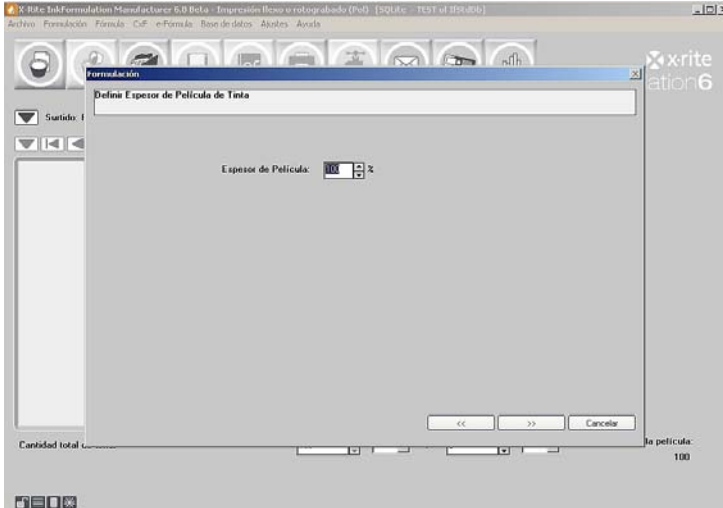 X-Rite InkFormulation Manufacturer 6.0 Beta - Impresión flexo o rotograbado (Pol) [SQLite - TEST of IfStd06]
Archivo Formulación Fórmula CxF e-Fórmula Base de datos Ajustes Ayuda
x·rite
ation6
Formulación
Definir Espesor de Película de Tinta
Surtido:
Espesor de Película: 100 %
<< >> Cancelar
Cantidad total
la película:
100